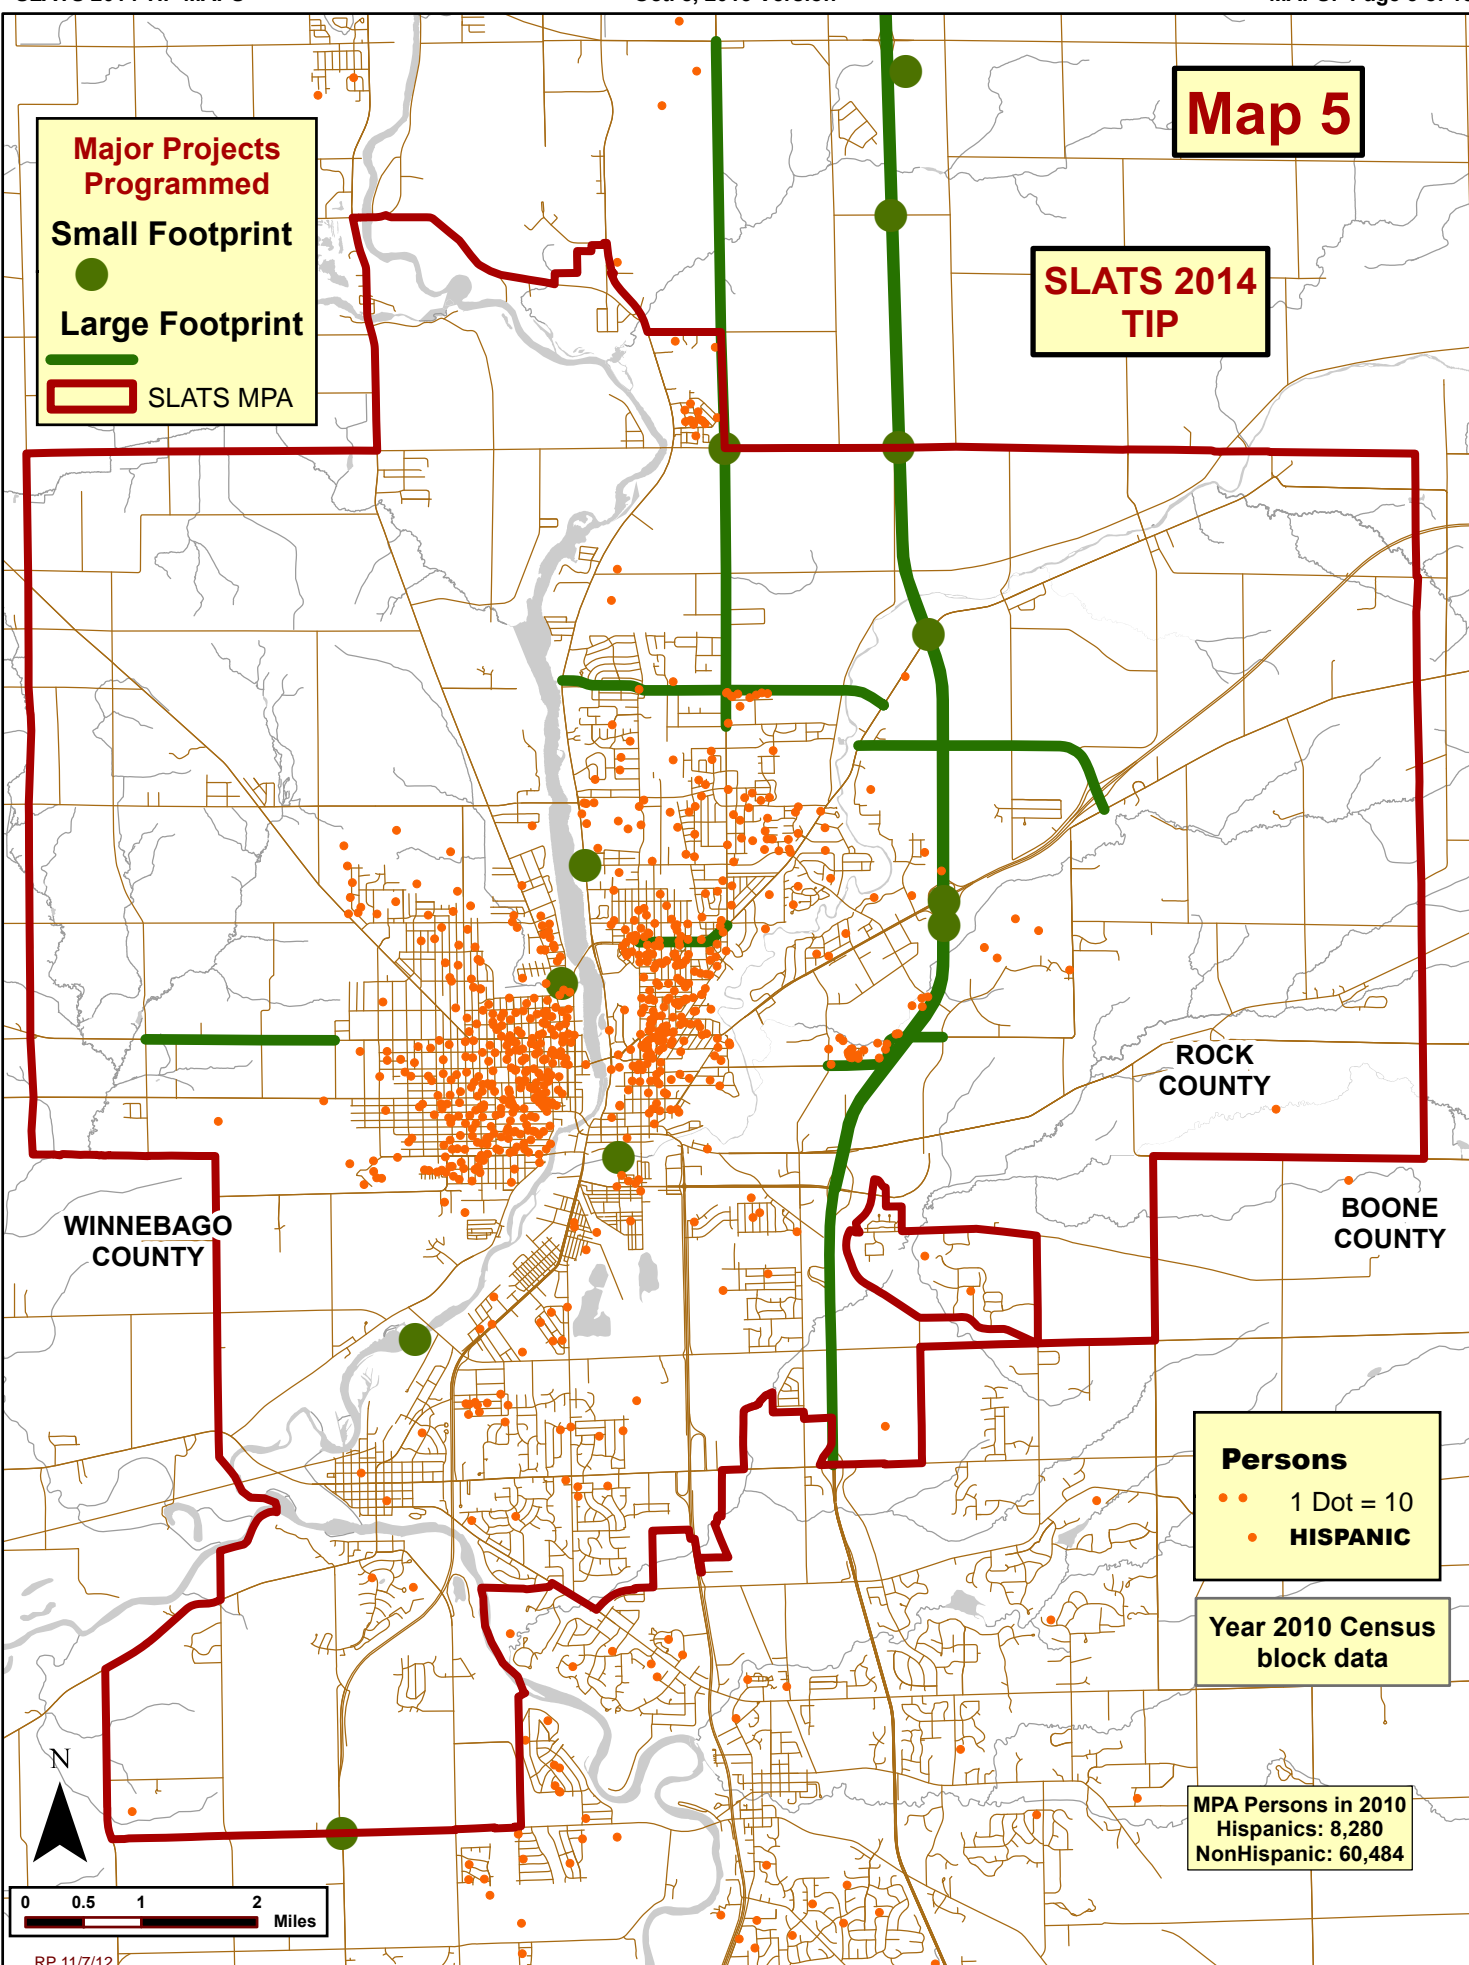 Map 5
Major Projects
Programmed
Small Footprint
Large Footprint
SLATS MPA
SLATS 2014
TIP
ROCK
COUNTY
BOONE
COUNTY
WINNEBAGO
COUNTY
Persons
1 Dot = 10
HISPANIC
Year 2010 Census
block data
N
MPA Persons in 2010
Hispanics: 8,280
NonHispanic: 60,484
0 0.5 1 2
Miles
RP 11/7/12